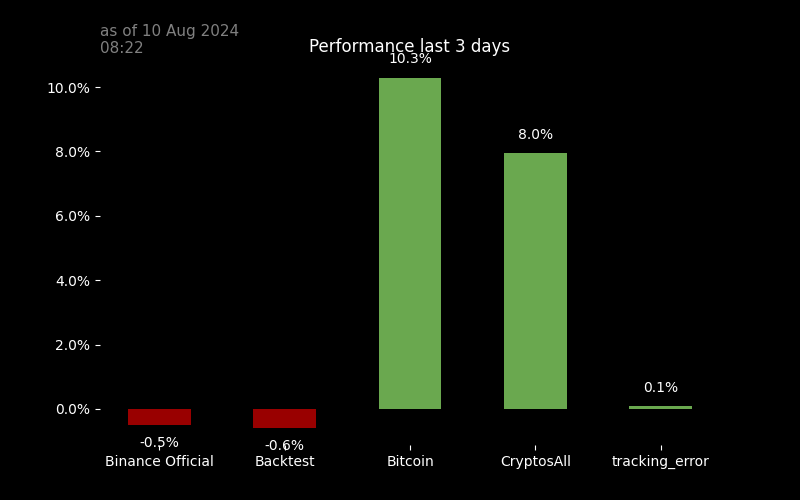 as of 10 Aug 2024
08:22
Performance last 3 days
10.3%
10.0%
8.0%
8.0%
6.0%
4.0%
2.0%
0.1%
0.0%
-0.5%
-0.6%
Binance Official
Backtest
Bitcoin
CryptosAll
tracking_error